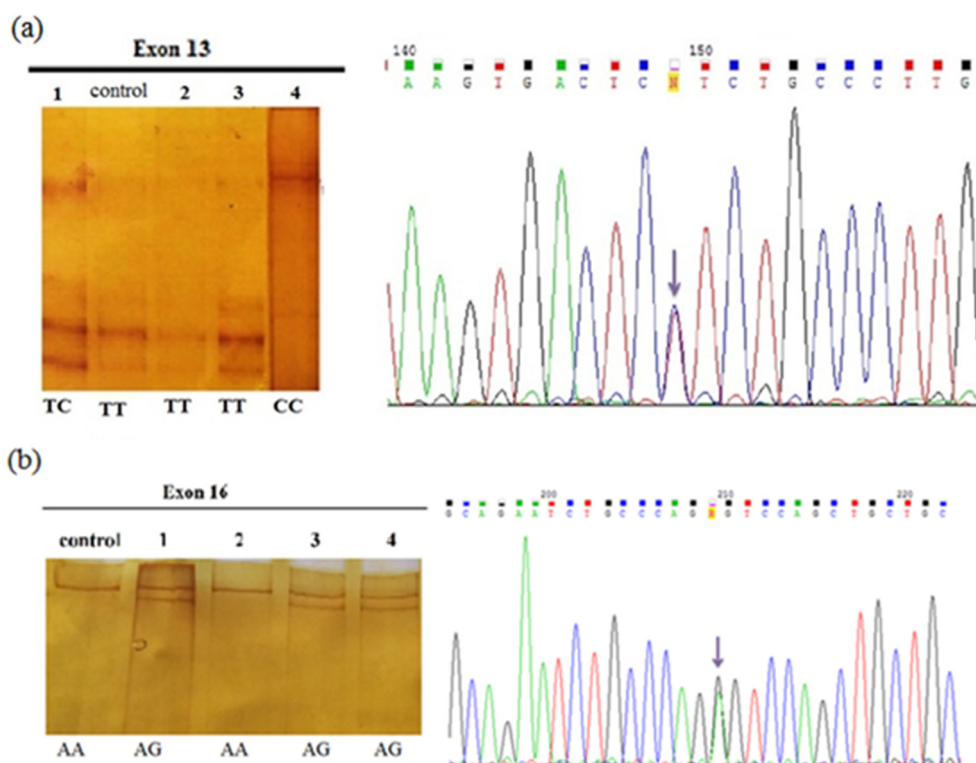 (a)
Exon 13
1 control 2 3 4
TC TT TT TT CC
140 150
A A G T G A C T C N T C T G C C C T T G
(b)
Exon 16
control 1 2 3 4
AA AG AA AG AG
200 210 220
G C A G A A T C T G C C C A G N G T C C A G C T G C T G C